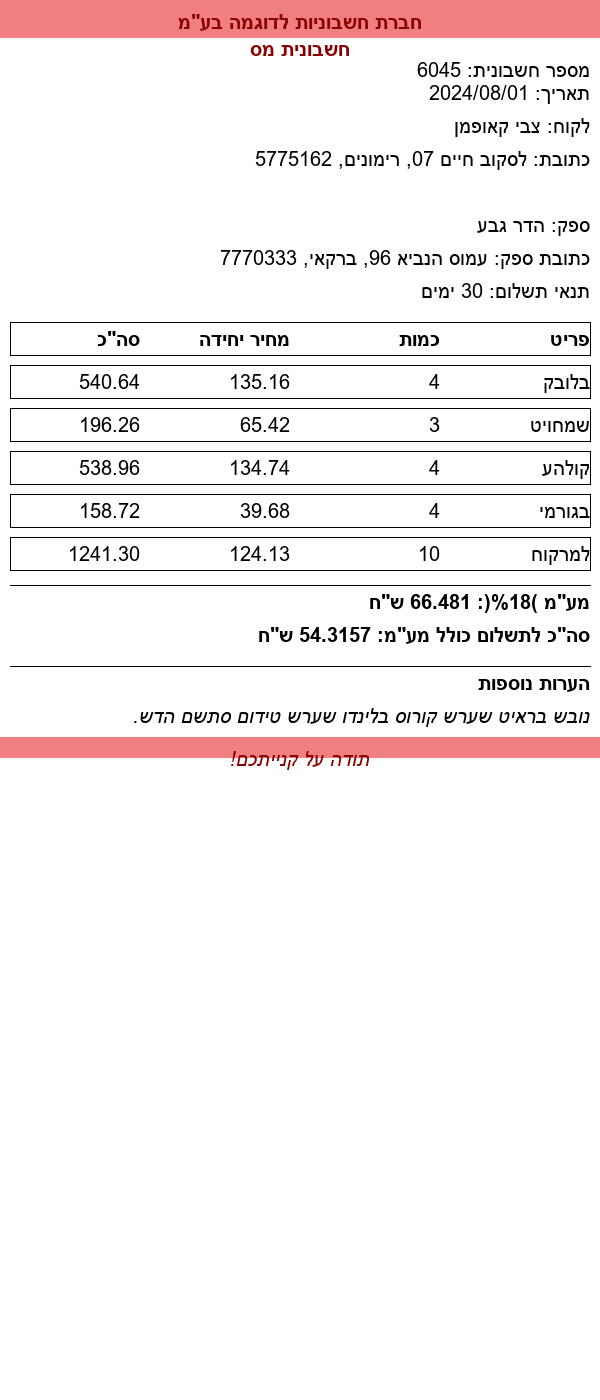 חברת חשבוניות לדוגמה בע"מ
חשבונית מס
מספר חשבונית: 6045
תאריך: 2024/08/01
לקוח: צבי קאופמן
כתובת: לסקוב חיים 07, רימונים, 5775162
ספק: הדר גבע
כתובת ספק: עמוס הנביא 96, ברקאי, 7770333
תנאי תשלום: 30 ימים
פריט כמות מחיר יחידה סה"כ
בלובק 4 135.16 540.64
שמחויט 3 65.42 196.26
קולהע 4 134.74 538.96
בגורמי 4 39.68 158.72
למרקוח 10 124.13 1241.30
מע"מ )18%(: 66.481 ש"ח
סה"כ לתשלום כולל מע"מ: 54.3157 ש"ח
הערות נוספות
נובש בראיט שערש קורוס בלינדו שערש טידום סתשם הדש.
תודה על קנייתכם!